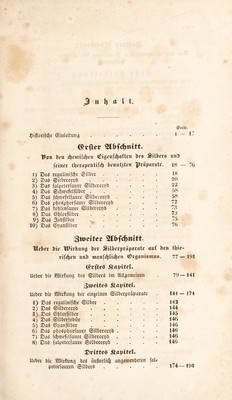 Inhalt.
Seite.
Historische Einleitung 1 — 17
Erster Abschnitt.
Von den chemischen Eigenschaften des Silbers und
seiner therapeutisch benutzten Präparate. 18 — 76
1) Das regulinische Silber 18
2) Das Silberoxyd 20
3) Das salpetersaure Silberoxyd 22
4) Das Schwefelsilber 58
5) Das schwefelsaure Silberoxyd 58
6) Das phosphorsaure Silberoxyd 72
7) Das kohlensaure Silberoxyd 73
8) Das Chlorsilber 73
9) Das Jodsilber 76
10) Das Cyansilber 76
Zweiter Abschnitt.
Ueber die Wirkung der Silberpräparate auf den thie-
rischen und menschlichen Organismus. 77 — 191
Erstes Kapitel.
Ueber die Wirkung des Silbers im Allgemeinen 79 — 141
Zweites Kapitel.
Ueber die Wirkung der einzelnen Silberpräparate 141 — 174
1) Das regulinische Silber 142
2) Das Silberoxyd 144
3) Das Chlorsilber 145
4) Das Silber 146
5) Das Cyansilber 146
6) Das phosphorsaure Silberoxyd 146
7) Das schwefelsaure Silberoxyd 146
8) Das salpetersaure Silberoxyd 146
Drittes Kapitel.
Ueber die Wirkung des äußerlich angewendeten sal-
petersauren Silbers 174 — 191